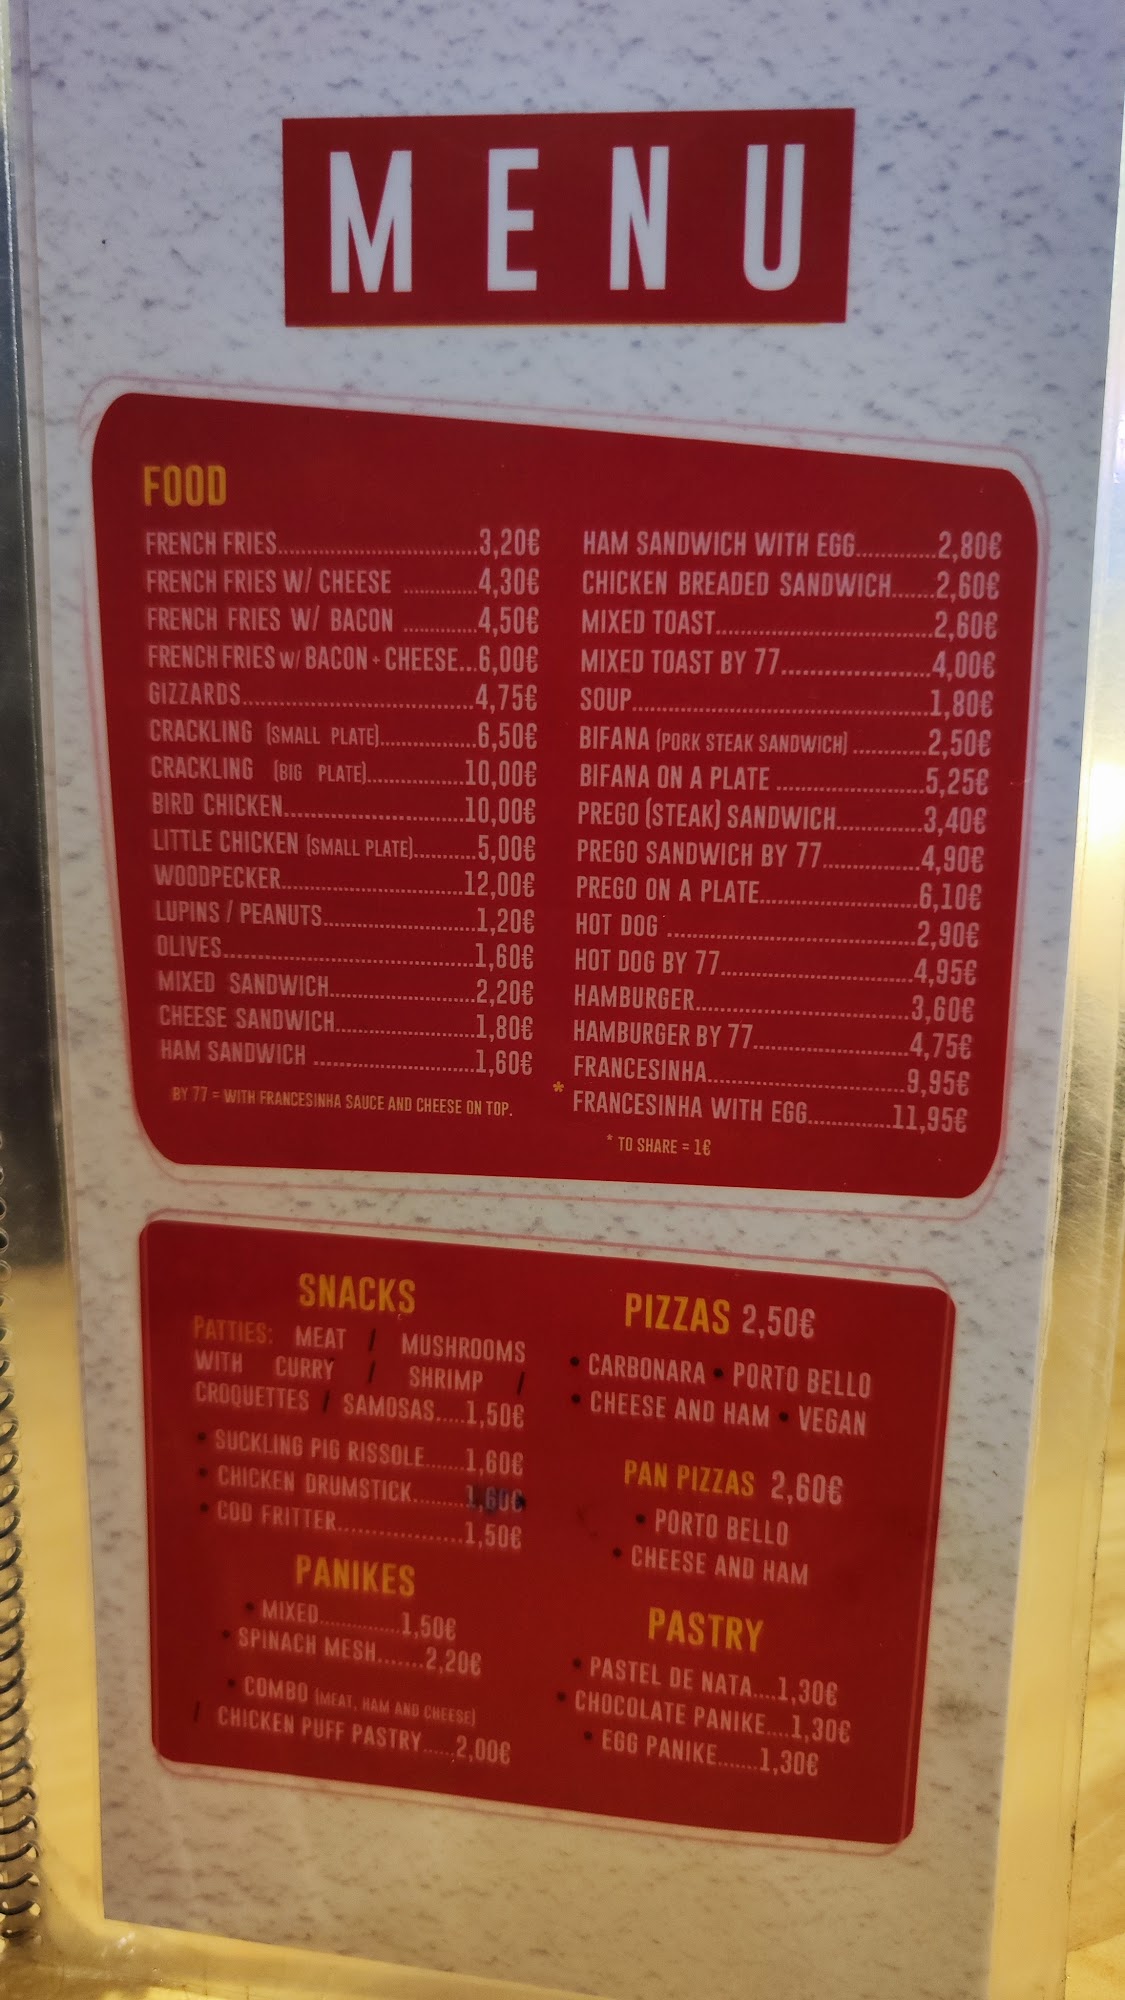 MENU
FOOD
FRENCH FRIES..............................3,20€
FRENCH FRIES W/ CHEESE ..............4,30€
FRENCH FRIES W/ BACON ..............4,50€
FRENCH FRIES W/ BACON + CHEESE...6,00€
GIZZARDS..............................4,75€
CRACKLING (SMALL PLATE)..............6,50€
CRACKLING (BIG PLATE)..............10,00€
BIRD CHICKEN..............................10,00€
LITTLE CHICKEN (SMALL PLATE)..........5,00€
WOODPECKER..............................12,00€
LUPINS / PEANUTS.......................1,20€
OLIVES..............................1,60€
MIXED SANDWICH.......................2,20€
CHEESE SANDWICH.......................1,80€
HAM SANDWICH .......................1,60€
BY 77 = WITH FRANCESINHA SAUCE AND CHEESE ON TOP.
HAM SANDWICH WITH EGG............2,80€
CHICKEN BREADED SANDWICH.......2,60€
MIXED TOAST..............................2,60€
MIXED TOAST BY 77.......................4,00€
SOUP..............................1,80€
BIFANA (PORK STEAK SANDWICH) ...........2,50€
BIFANA ON A PLATE .......................5,25€
PREGO (STEAK) SANDWICH.............3,40€
PREGO SANDWICH BY 77...............4,90€
PREGO ON A PLATE.......................6,10€
HOT DOG ..............................2,90€
HOT DOG BY 77..............................4,95€
HAMBURGER..............................3,60€
HAMBURGER BY 77.......................4,75€
FRANCESINHA..............................9,95€
* FRANCESINHA WITH EGG.............11,95€
* TO SHARE = 1€
SNACKS
PATTIES: MEAT / MUSHROOMS
WITH CURRY / SHRIMP /
CROQUETTES / SAMOSAS.....1,50€
• SUCKLING PIG RISSOLE.......1,60€
• CHICKEN DRUMSTICK.........1,60€
• COD FRITTER...................1,50€
PANIKES
• MIXED.............1,50€
• SPINACH MESH.......2,20€
• COMBO (MEAT, HAM AND CHEESE)
/ CHICKEN PUFF PASTRY.....2,00€
PIZZAS 2,50€
• CARBONARA • PORTO BELLO
• CHEESE AND HAM • VEGAN
PAN PIZZAS 2,60€
• PORTO BELLO
• CHEESE AND HAM
PASTRY
• PASTEL DE NATA....1,30€
• CHOCOLATE PANIKE....1,30€
• EGG PANIKE.......1,30€